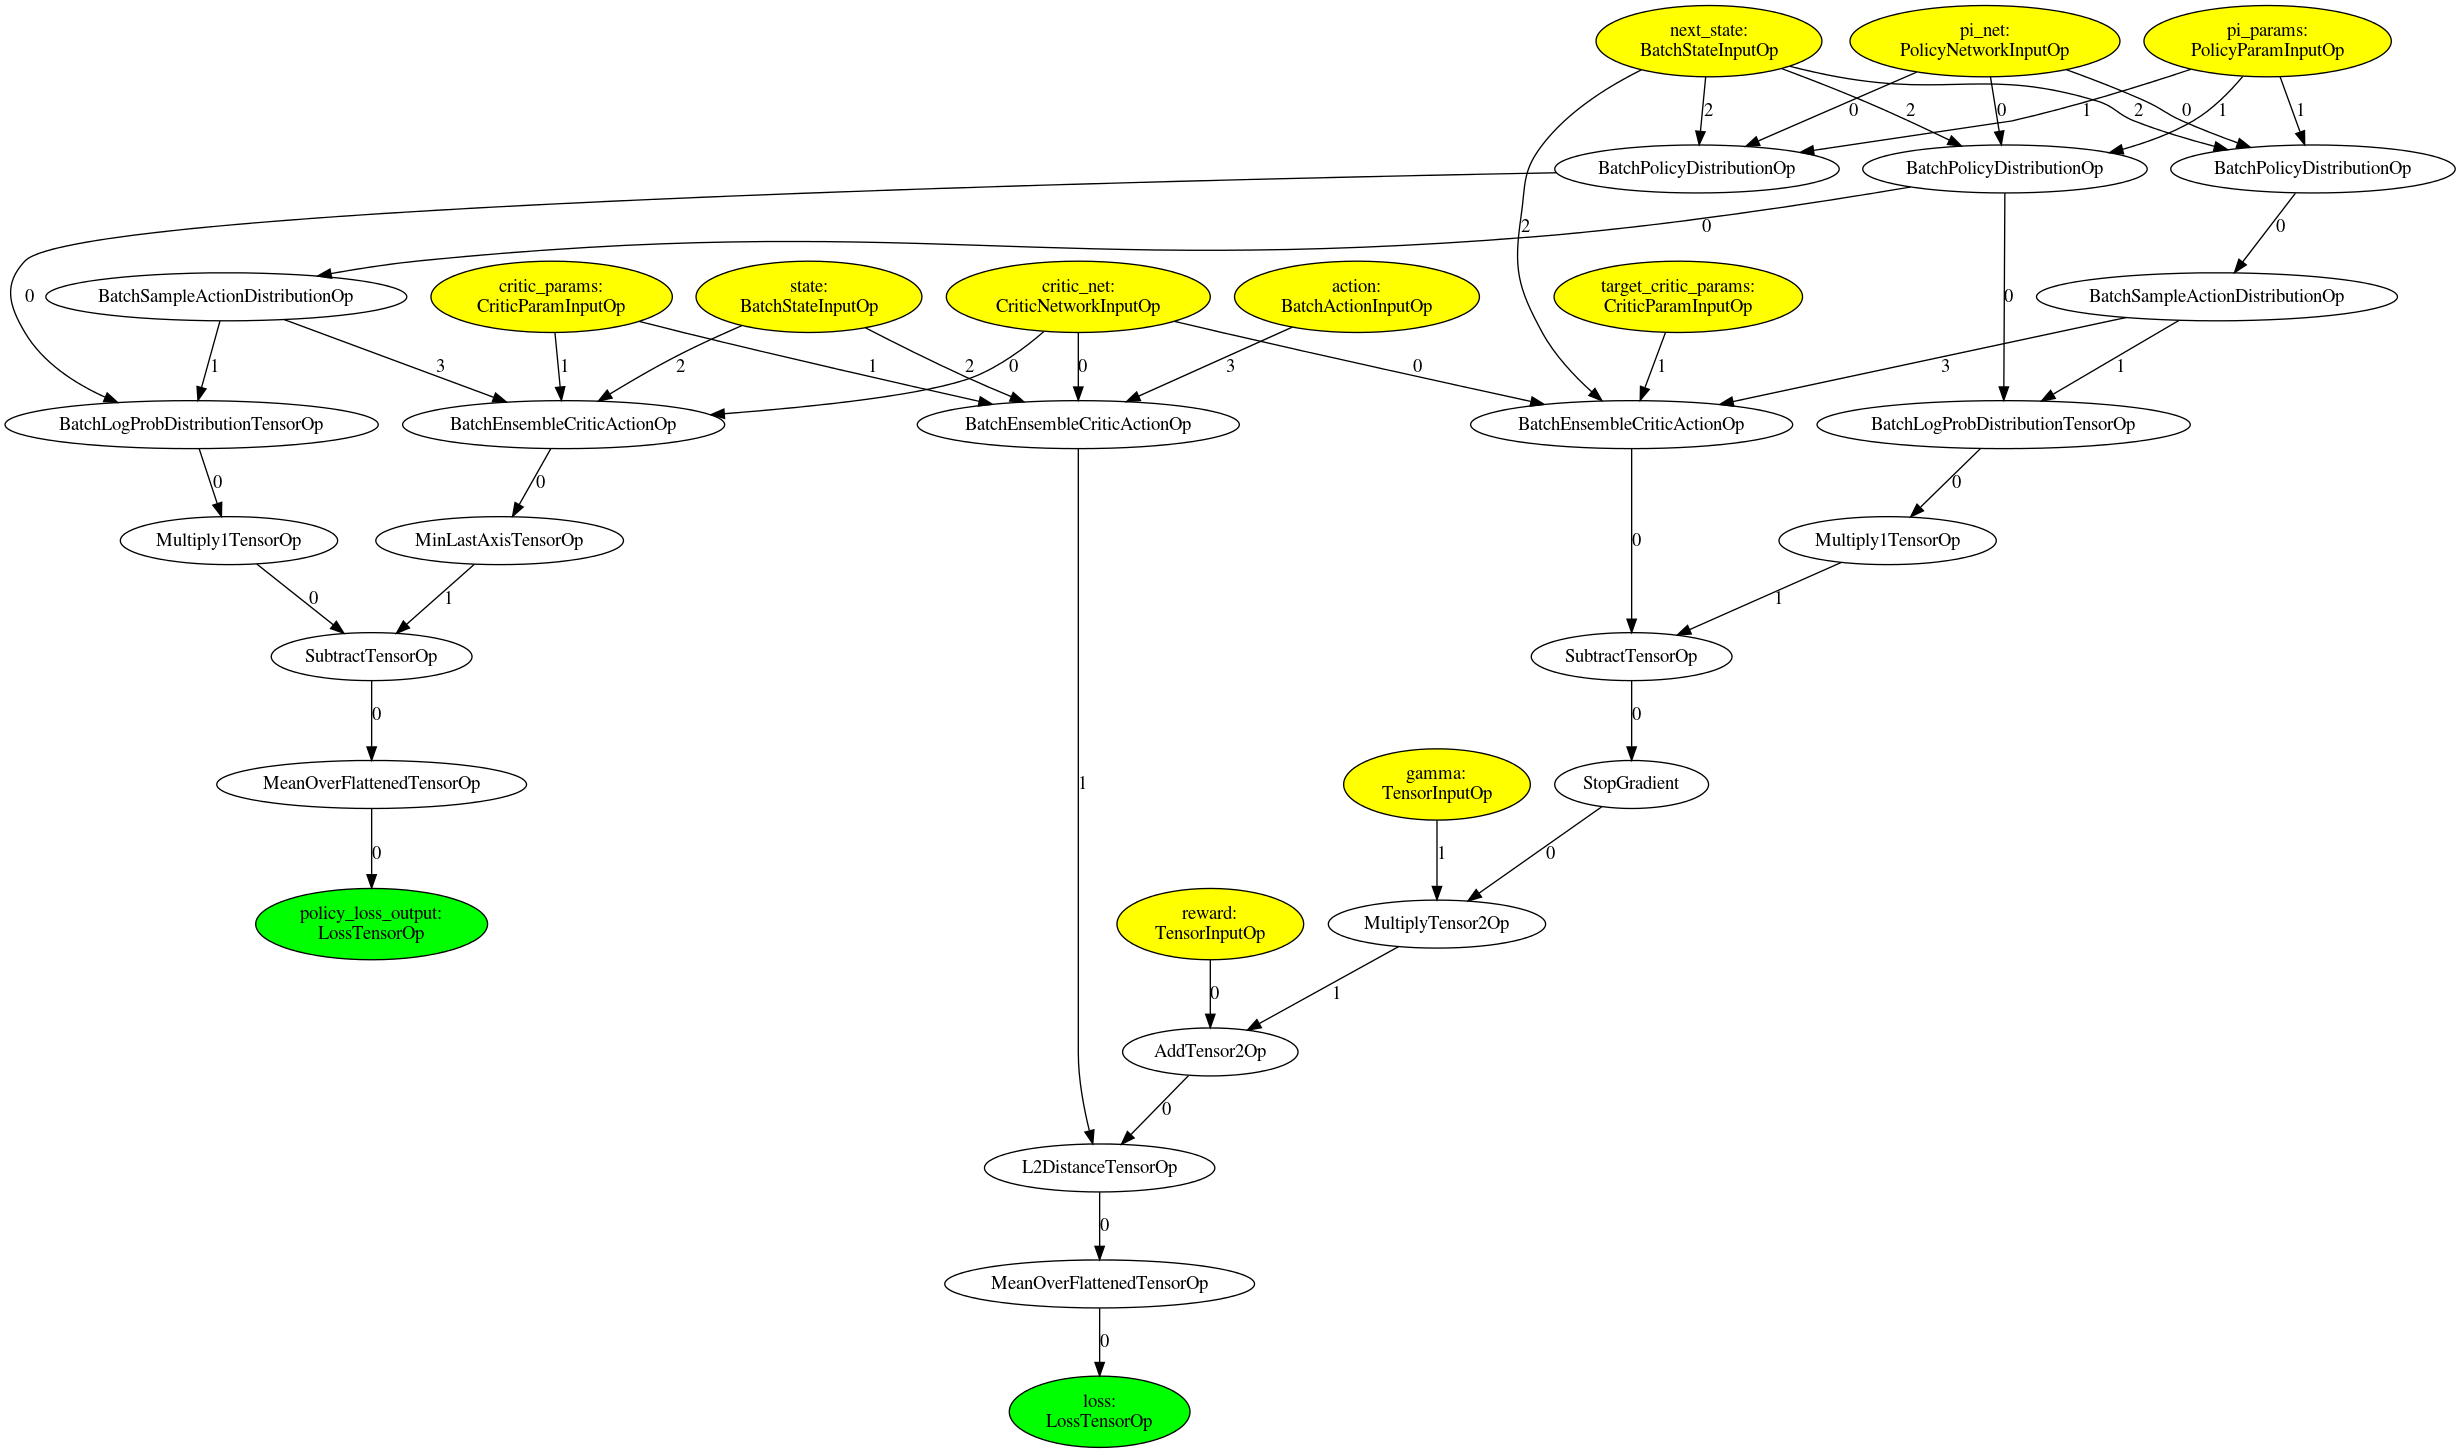 next_state:
BatchStateInputOp
pi_net:
PolicyNetworkInputOp
pi_params:
PolicyParamInputOp
2
0
1
2
0
1
2
0
1
BatchPolicyDistributionOp
BatchPolicyDistributionOp
BatchPolicyDistributionOp
2
0
0
0
BatchSampleActionDistributionOp
critic_params:
CriticParamInputOp
state:
BatchStateInputOp
critic_net:
CriticNetworkInputOp
action:
BatchActionInputOp
target_critic_params:
CriticParamInputOp
0
BatchSampleActionDistributionOp
1
3
1
2
1
2
0
0
3
0
1
3
1
BatchLogProbDistributionTensorOp
BatchEnsembleCriticActionOp
BatchEnsembleCriticActionOp
BatchEnsembleCriticActionOp
BatchLogProbDistributionTensorOp
0
0
0
Multiply1TensorOp
MinLastAxisTensorOp
0
Multiply1TensorOp
0
1
1
SubtractTensorOp
SubtractTensorOp
0
0
MeanOverFlattenedTensorOp
1
gamma:
TensorInputOp
StopGradient
0
1
0
policy_loss_output:
LossTensorOp
reward:
TensorInputOp
MultiplyTensor2Op
0
1
AddTensor2Op
0
L2DistanceTensorOp
0
MeanOverFlattenedTensorOp
0
loss:
LossTensorOp